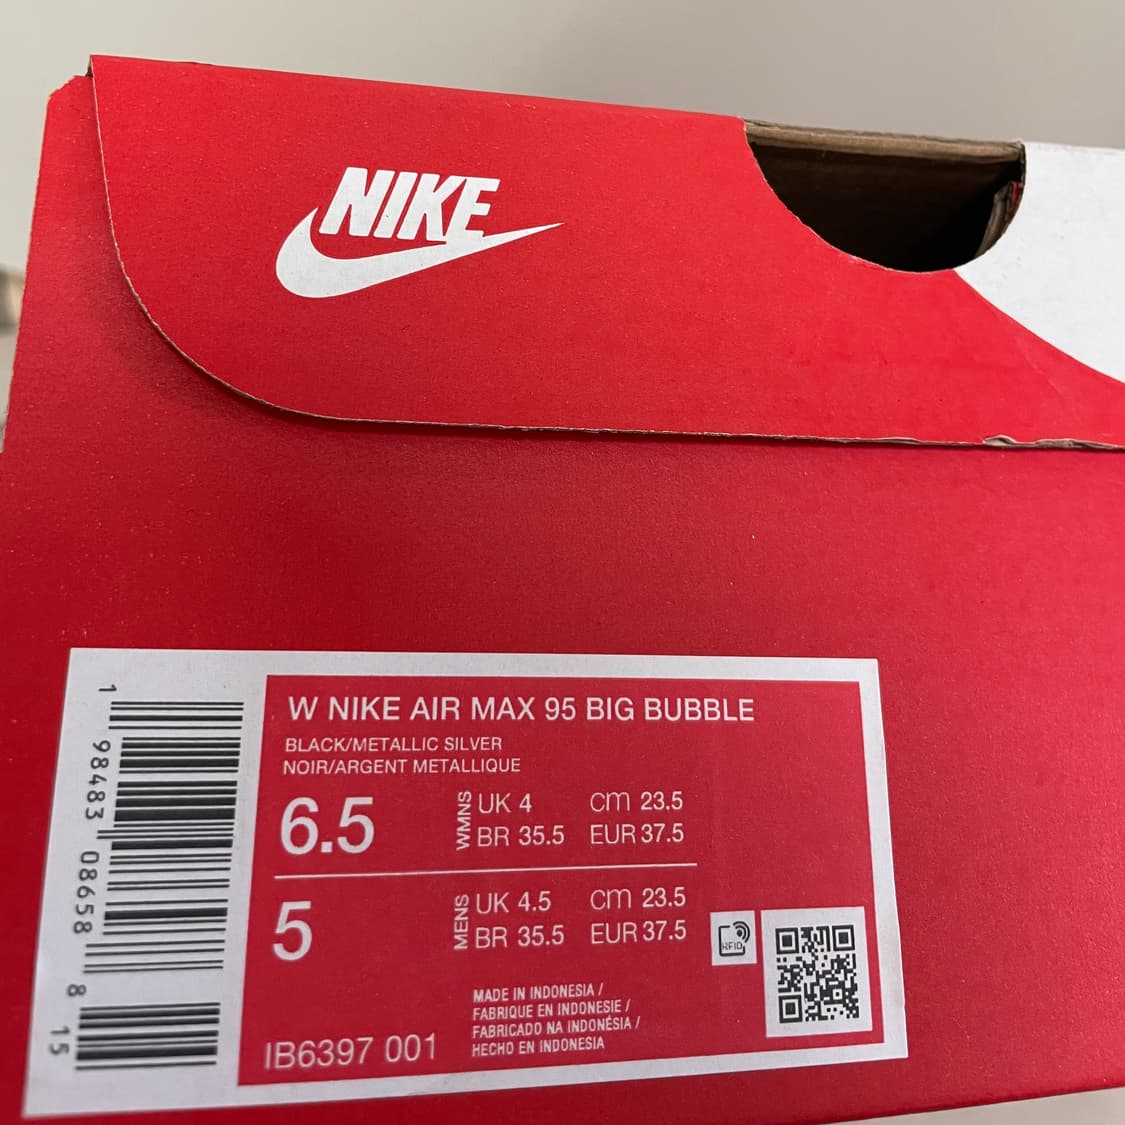 NIKE
W NIKE AIR MAX 95 BIG BUBBLE
BLACK/METALLIC SILVER
NOIR/ARGENT METALLIQUE
6.5
WMNS
UK 4 cm 23.5
BR 35.5 EUR 37.5
5
MENS
UK 4.5 cm 23.5
BR 35.5 EUR 37.5
RFID
MADE IN INDONESIA /
FABRIQUE EN INDONESIE /
FABRICADO NA INDONÉSIA /
HECHO EN INDONESIA
IB6397 001
1 98483 08658 8 15